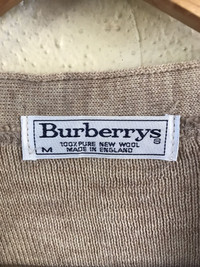 Burberrys
100% PURE NEW WOOL
M MADE IN ENGLAND